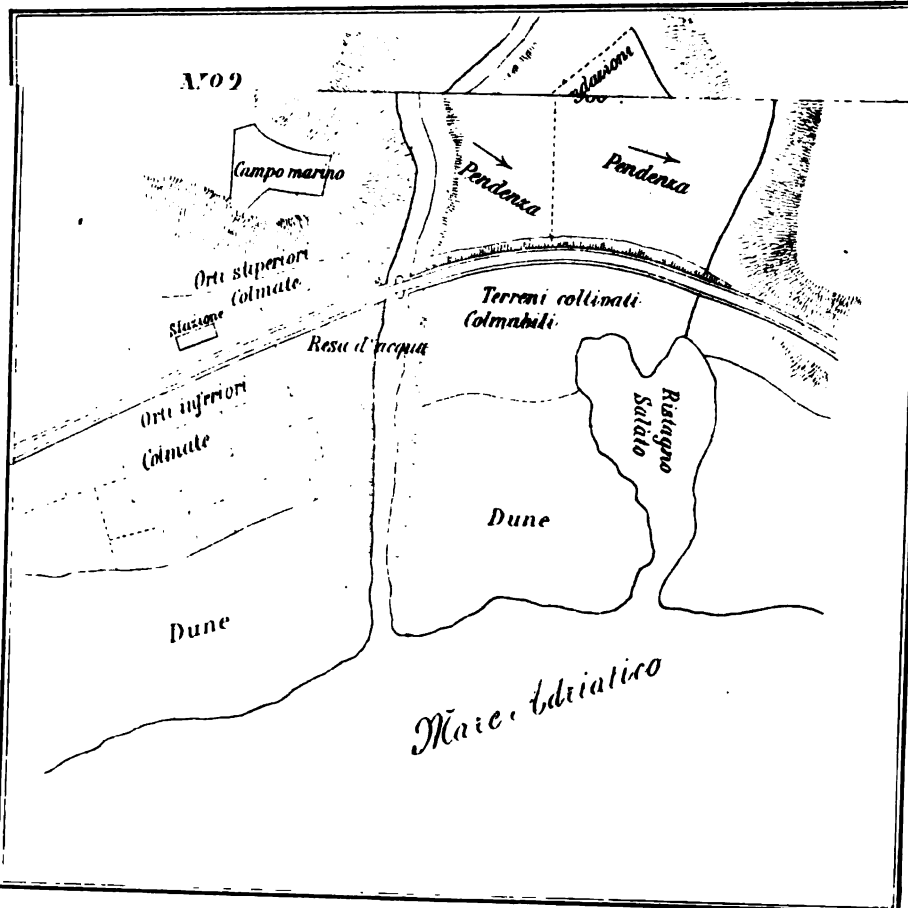 N.º 9
Campo marino
Pendenza
Pendenza
Orti superiori
Colmate
Stazione
Resa d'acqua
Terreni coltivati
Colmabili
Orti inferiori
Colmate
Ristagno
Salato
Dune
Dune
Mare Adriatico